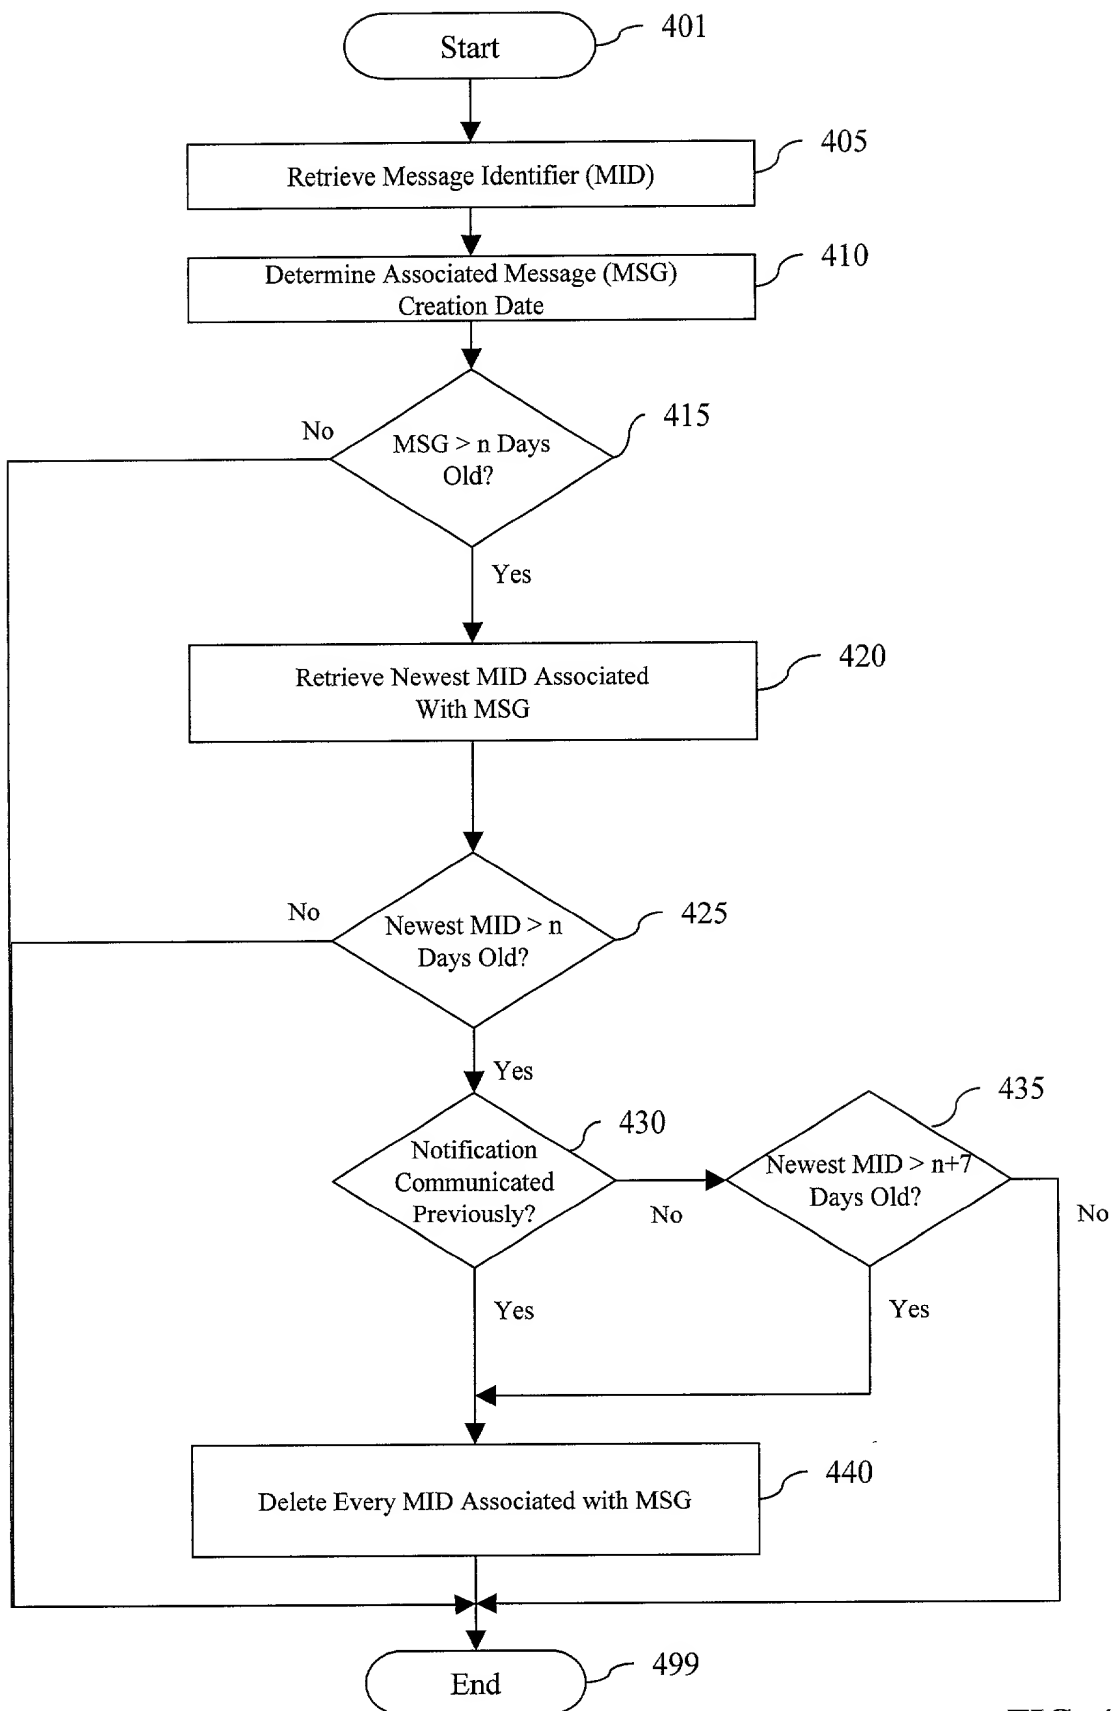 Start
401
405
Retrieve Message Identifier (MID)
410
Determine Associated Message (MSG)
Creation Date
415
No
MSG > n Days
Old?
Yes
420
Retrieve Newest MID Associated
With MSG
425
No
Newest MID > n
Days Old?
Yes
430
435
Notification
Communicated
Previously?
No
Newest MID > n+7
Days Old?
No
Yes
Yes
440
Delete Every MID Associated with MSG
499
End